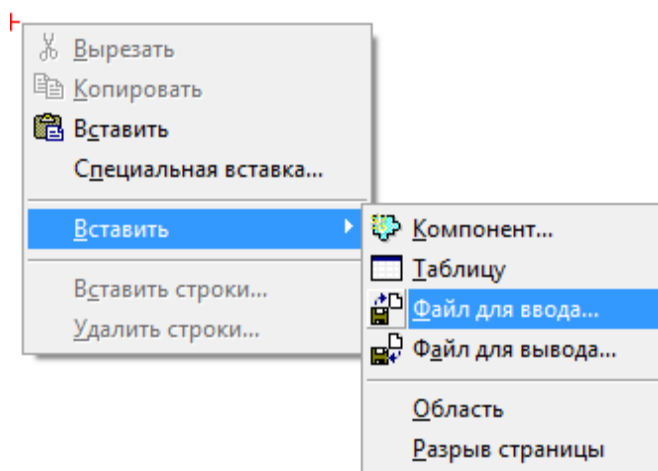 Вырезать
Копировать
Вставить
Специальная вставка...
Вставить
Вставить строки...
Удалить строки...
Компонент...
Таблицу
Файл для ввода...
Файл для вывода...
Область
Разрыв страницы